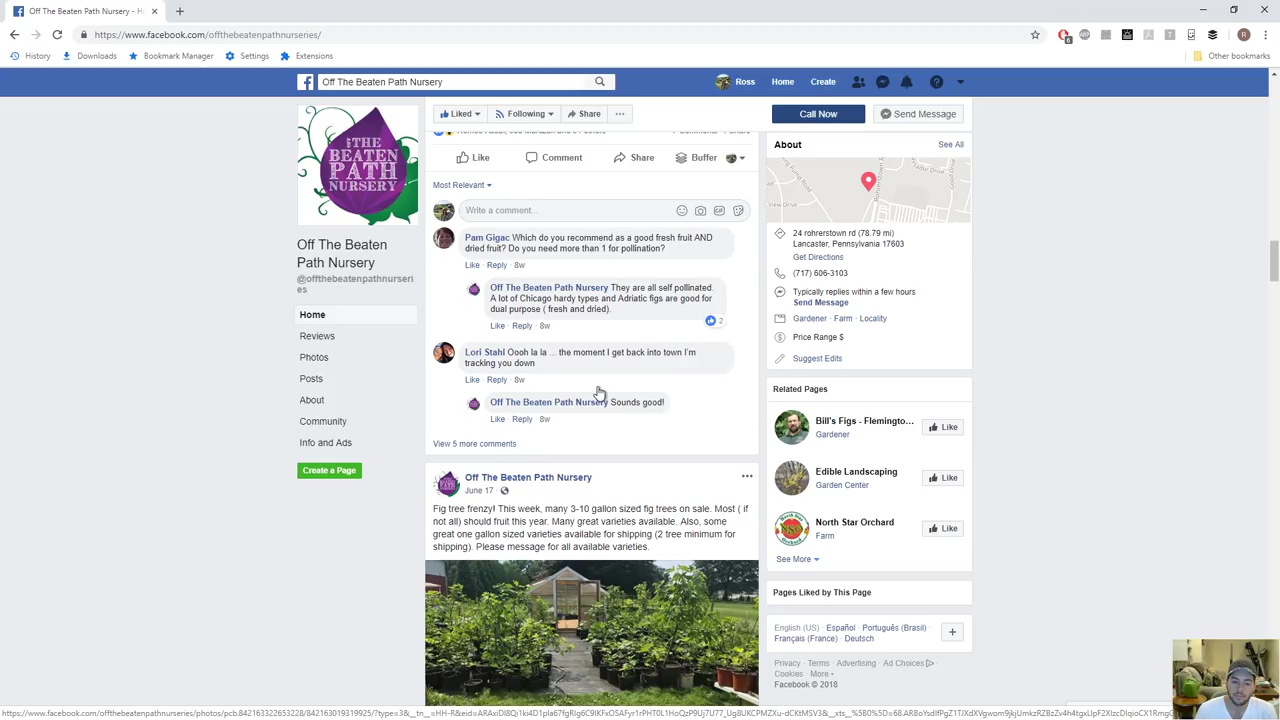 Off The Beaten Path Nursery - H
https://www.facebook.com/offthebeatenpathnurseries/
6
ABP
R
History
Downloads
Bookmark Manager
Settings
Extensions
Other bookmarks
Off The Beaten Path Nursery
Ross
Home
Create
OFF THE
BEATEN
PATH
NURSERY
Off The Beaten
Path Nursery
@offthebeatenpathnurseri
es
Home
Reviews
Photos
Posts
About
Community
Info and Ads
Create a Page
Liked
Following
Share
Call Now
Send Message
Like
Comment
Share
Buffer
Most Relevant
Write a comment...
Pam Gigac Which do you recommend as a good fresh fruit AND
dried fruit? Do you need more than 1 for pollination?
Like · Reply · 8w
Off The Beaten Path Nursery They are all self pollinated.
A lot of Chicago hardy types and Adriatic figs are good for
dual purpose ( fresh and dried).
2
Like · Reply · 8w
Lori Stahl Oooh la la ... the moment I get back into town I'm
tracking you down
Like · Reply · 8w
Off The Beaten Path Nursery Sounds good!
Like · Reply · 8w
View 5 more comments
Off The Beaten Path Nursery
June 17 ·
Fig tree frenzy! This week, many 3-10 gallon sized fig trees on sale. Most ( if
not all) should fruit this year. Many great varieties available. Also, some
great one gallon sized varieties available for shipping (2 tree minimum for
shipping). Please message for all available varieties.
About
See All
24 rohrerstown rd (78.79 mi)
Lancaster, Pennsylvania 17603
Get Directions
(717) 606-3103
Typically replies within a few hours
Send Message
Gardener · Farm · Locality
Price Range $
Suggest Edits
Related Pages
Bill's Figs - Flemingto...
Gardener
Like
Edible Landscaping
Garden Center
Like
North Star Orchard
Farm
Like
See More
Pages Liked by This Page
English (US) · Español · Português (Brasil) ·
Français (France) · Deutsch
Privacy · Terms · Advertising · Ad Choices
Cookies · More
Facebook © 2018